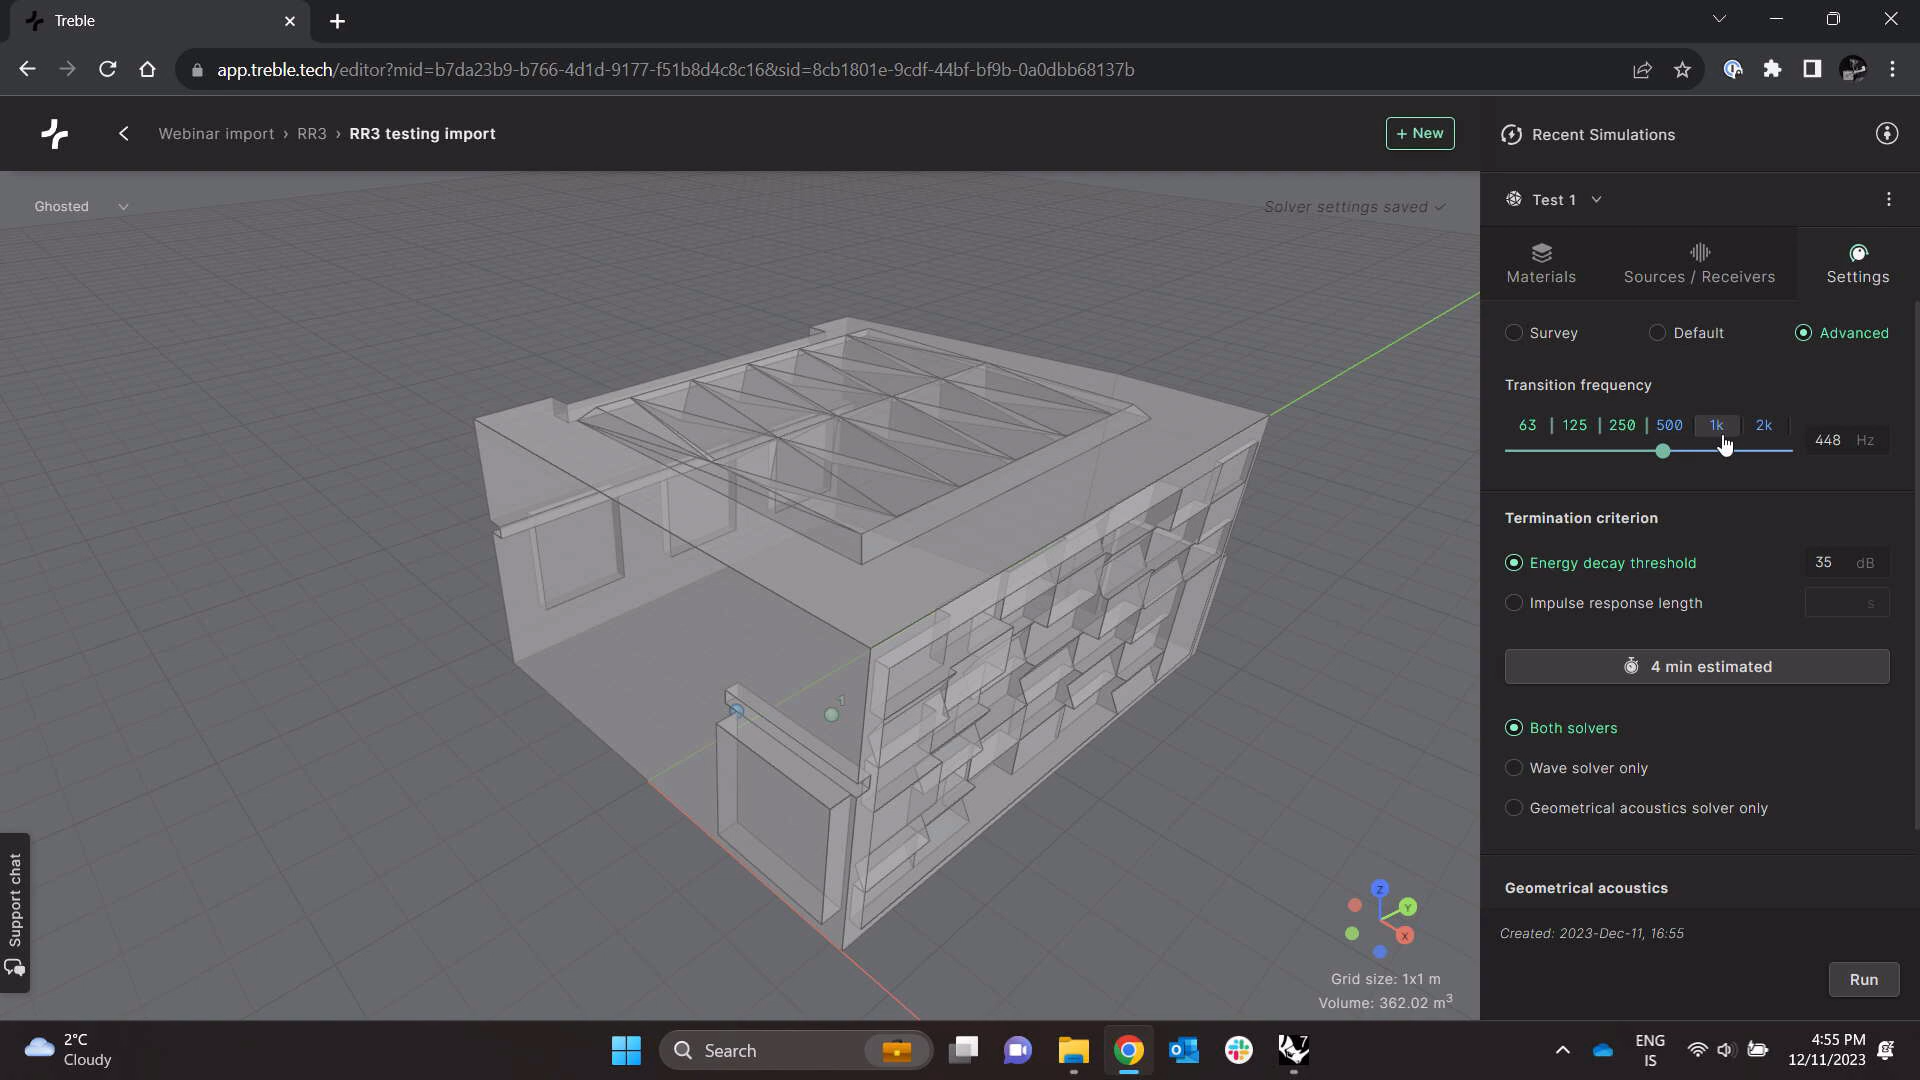 Treble
app.treble.tech/editor?mid=b7da23b9-b766-4d1d-9177-f51b8d4c8c16&sid=8cb1801e-9cdf-44bf-bf9b-0a0dbb68137b
Webinar import › RR3 › RR3 testing import
+ New
Recent Simulations
Ghosted
Solver settings saved ✓
Test 1
Materials
Sources / Receivers
Settings
Survey
Default
Advanced
Transition frequency
63 | 125 | 250 | 500 1k 2k
448 Hz
Termination criterion
Energy decay threshold
35 dB
Impulse response length
s
4 min estimated
Both solvers
Wave solver only
Geometrical acoustics solver only
Geometrical acoustics
Created: 2023-Dec-11, 16:55
Run
1
Z
Y
X
Grid size: 1x1 m
Volume: 362.02 m³
Support chat
2°C
Cloudy
Search
7
ENG
IS
4:55 PM
12/11/2023